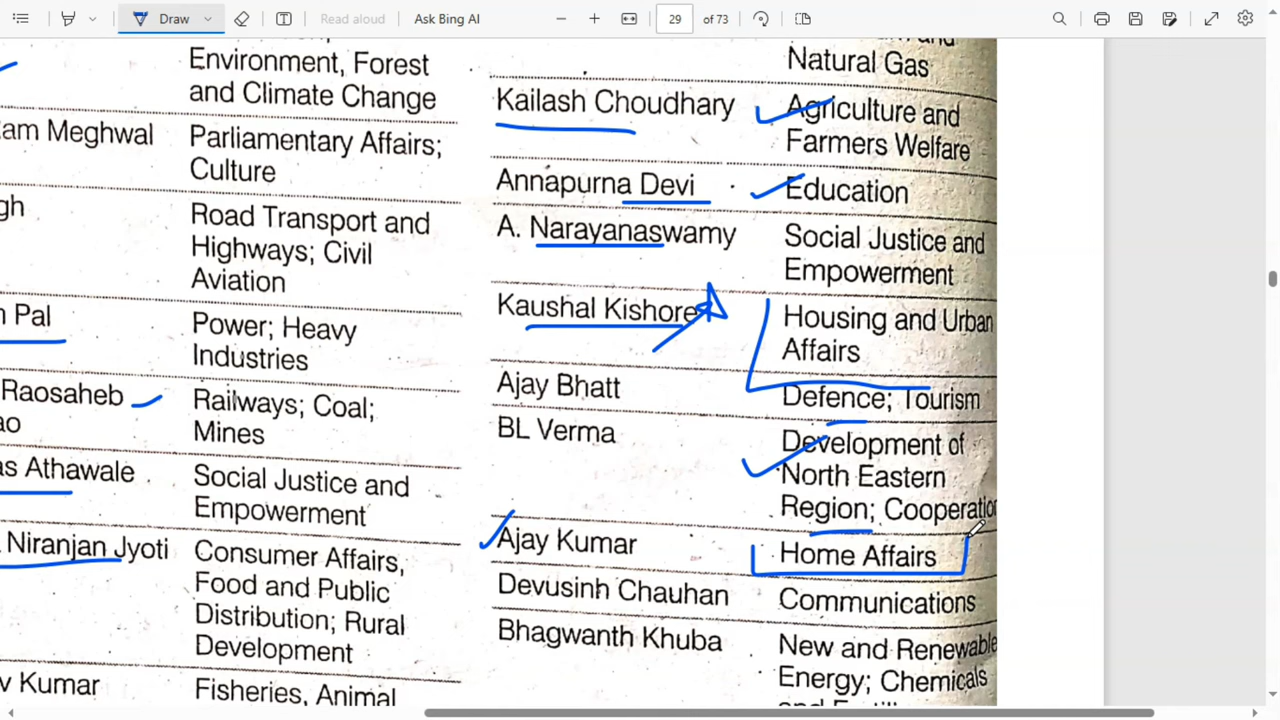 Draw
Read aloud
Ask Bing AI
29
of 73
Environment, Forest
and Climate Change
Meghwal
Parliamentary Affairs;
Culture
Road Transport and
Highways; Civil
Aviation
Pal
Power; Heavy
Industries
Raosaheb
Railways; Coal;
Mines
Athawale
Social Justice and
Empowerment
Niranjan Jyoti
Consumer Affairs,
Food and Public
Distribution; Rural
Development
Kumar
Fisheries, Animal
Natural Gas
Kailash Choudhary
Agriculture and
Farmers Welfare
Annapurna Devi
Education
A. Narayanaswamy
Social Justice and
Empowerment
Kaushal Kishore
Housing and Urban
Affairs
Ajay Bhatt
Defence; Tourism
BL Verma
Development of
North Eastern
Region; Cooperation
Ajay Kumar
Home Affairs
Devusinh Chauhan
Communications
Bhagwanth Khuba
New and Renewable
Energy; Chemicals